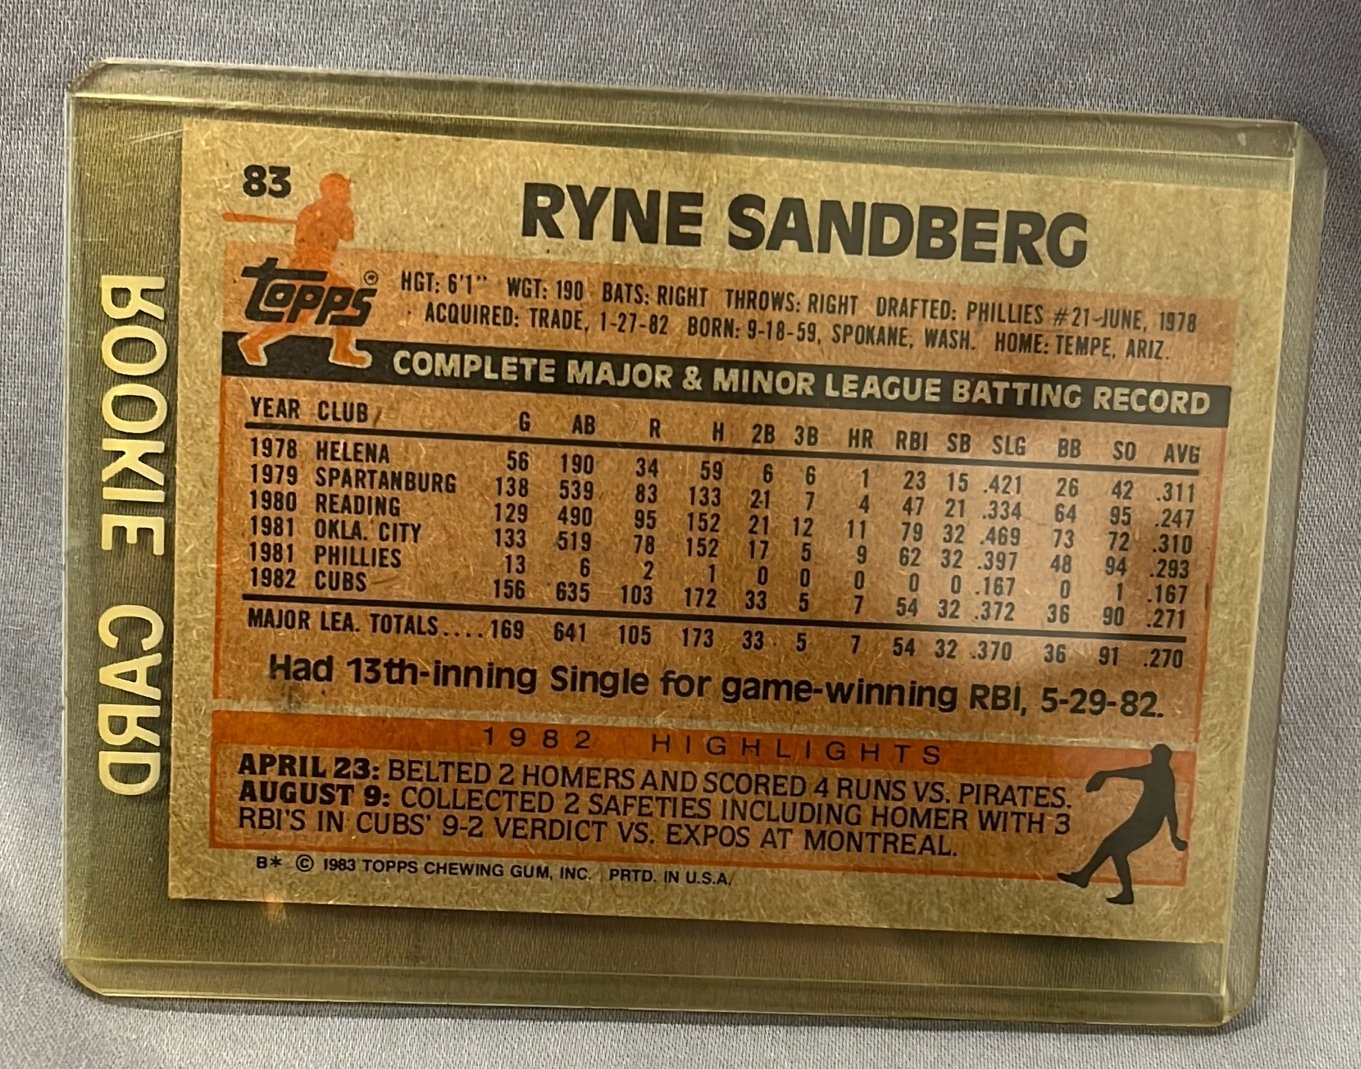 83
RYNE SANDBERG
topps®
HGT: 6'1" WGT: 190 BATS: RIGHT THROWS: RIGHT DRAFTED: PHILLIES #21-JUNE, 1978
ACQUIRED: TRADE, 1-27-82 BORN: 9-18-59, SPOKANE, WASH. HOME: TEMPE, ARIZ.
COMPLETE MAJOR & MINOR LEAGUE BATTING RECORD
YEAR CLUB G AB R H 2B 3B HR RBI SB SLG BB SO AVG
1978 HELENA 56 190 34 59 6 6 1 23 15 .421 26 42 .311
1979 SPARTANBURG 138 539 83 133 21 7 4 47 21 .334 64 95 .247
1980 READING 129 490 95 152 21 12 11 79 32 .469 73 72 .310
1981 OKLA. CITY 133 519 78 152 17 5 9 62 32 .397 48 94 .293
1981 PHILLIES 13 6 2 1 0 0 0 0 0 .167 0 1 .167
1982 CUBS 156 635 103 172 33 5 7 54 32 .372 36 90 .271
MAJOR LEA. TOTALS....169 641 105 173 33 5 7 54 32 .370 36 91 .270
Had 13th-inning Single for game-winning RBI, 5-29-82.
1982 HIGHLIGHTS
APRIL 23: BELTED 2 HOMERS AND SCORED 4 RUNS VS. PIRATES.
AUGUST 9: COLLECTED 2 SAFETIES INCLUDING HOMER WITH 3
RBI'S IN CUBS' 9-2 VERDICT VS. EXPOS AT MONTREAL.
B* © 1983 TOPPS CHEWING GUM, INC. PRTD. IN U.S.A.
ROOKIE CARD